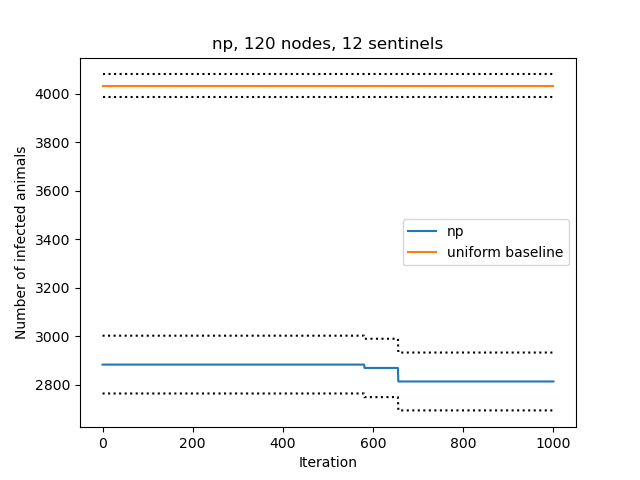 np, 120 nodes, 12 sentinels
Number of infected animals
4000
3800
3600
3400
3200
3000
2800
np
uniform baseline
0
200
400
600
800
1000
Iteration